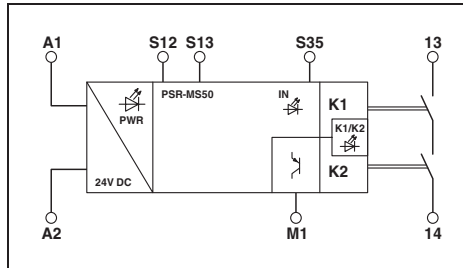 A1 S12 S13 S35 13
PSR-MS50 IN K1
PWR K1/K2
24V DC K2
A2 M1 14